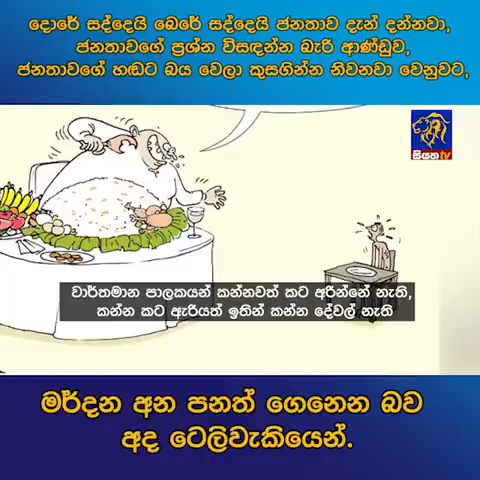 දොරේ සද්දෙයි බෙරේ සද්දෙයි ජනතාව දැන් දන්නවා,
ජනතාවගේ ප්‍රශ්න විසඳන්න බැරි ආණ්ඩුව,
ජනතාවගේ හඬට බය වෙලා කුසගින්න නිවනවා වෙනුවට,
සියත tv
වාර්තමාන පාලකයන් කන්නවත් කට අරින්නේ නැති,
කන්න කට ඇරියත් ඉතින් කන්න දේවල් නැති
මර්දන අන පනත් ගෙනෙන බව
අද ටෙලිවැකියෙන්.